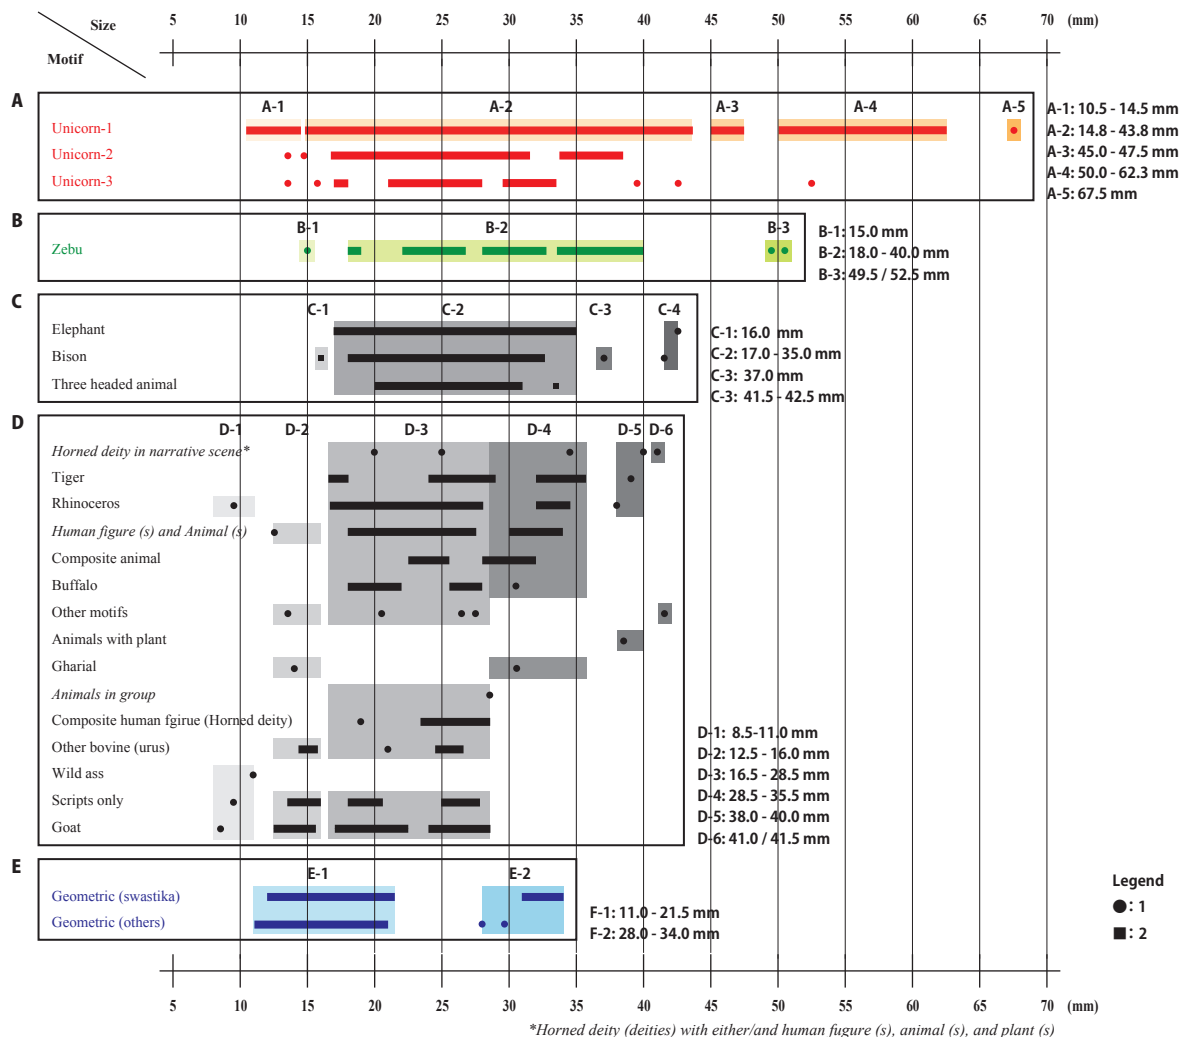 Size
Motif
5 10 15 20 25 30 35 40 45 50 55 60 65 70 (mm)
A
A-1 A-2 A-3 A-4 A-5
Unicorn-1
Unicorn-2
Unicorn-3
A-1: 10.5 - 14.5 mm
A-2: 14.8 - 43.8 mm
A-3: 45.0 - 47.5 mm
A-4: 50.0 - 62.3 mm
A-5: 67.5 mm
B
B-1 B-2 B-3
Zebu
B-1: 15.0 mm
B-2: 18.0 - 40.0 mm
B-3: 49.5 / 52.5 mm
C
C-1 C-2 C-3 C-4
Elephant
Bison
Three headed animal
C-1: 16.0 mm
C-2: 17.0 - 35.0 mm
C-3: 37.0 mm
C-3: 41.5 - 42.5 mm
D
D-1 D-2 D-3 D-4 D-5 D-6
Horned deity in narrative scene*
Tiger
Rhinoceros
Human figure (s) and Animal (s)
Composite animal
Buffalo
Other motifs
Animals with plant
Gharial
Animals in group
Composite human fgirue (Horned deity)
Other bovine (urus)
Wild ass
Scripts only
Goat
D-1: 8.5-11.0 mm
D-2: 12.5 - 16.0 mm
D-3: 16.5 - 28.5 mm
D-4: 28.5 - 35.5 mm
D-5: 38.0 - 40.0 mm
D-6: 41.0 / 41.5 mm
E
E-1 E-2
Geometric (swastika)
Geometric (others)
F-1: 11.0 - 21.5 mm
F-2: 28.0 - 34.0 mm
Legend
: 1
: 2
5 10 15 20 25 30 35 40 45 50 55 60 65 70 (mm)
*Horned deity (deities) with either/and human fugure (s), animal (s), and plant (s)